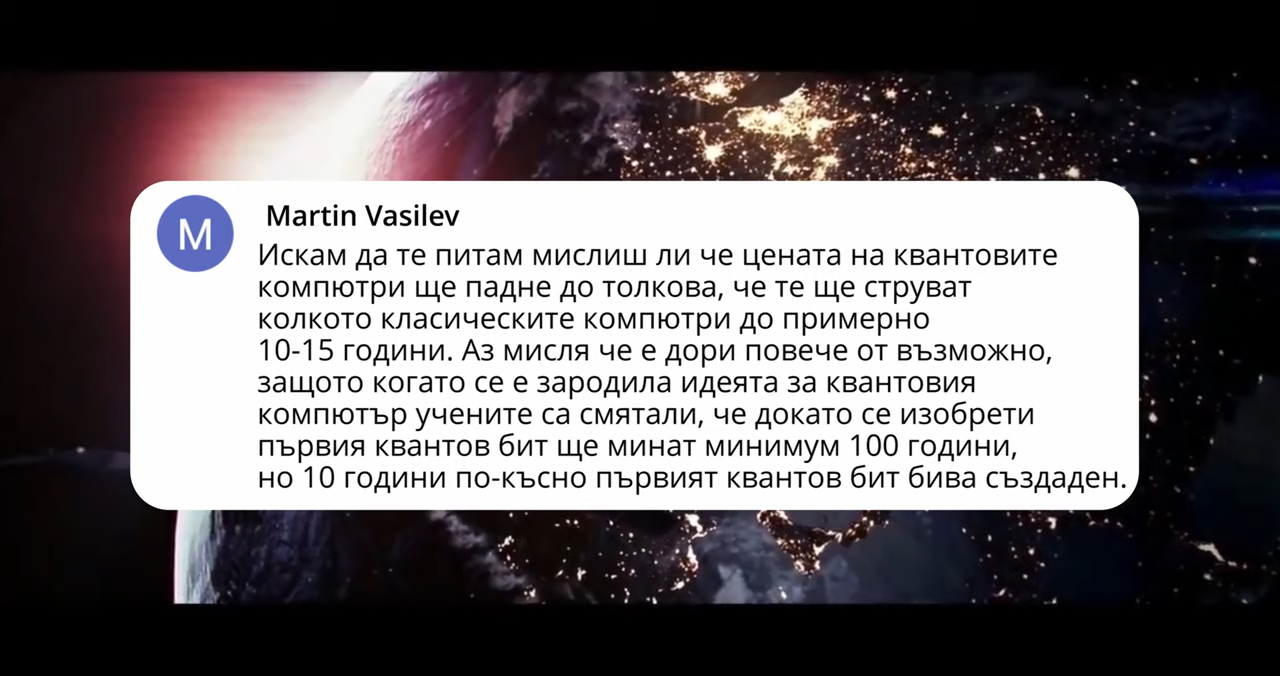 M
Martin Vasilev
Искам да те питам мислиш ли че цената на квантовите
компютри ще падне до толкова, че те ще струват
колкото класическите компютри до примерно
10-15 години. Аз мисля че е дори повече от възможно,
защото когато се е зародила идеята за квантовия
компютър учените са смятали, че докато се изобрети
първия квантов бит ще минат минимум 100 години,
но 10 години по-късно първият квантов бит бива създаден.